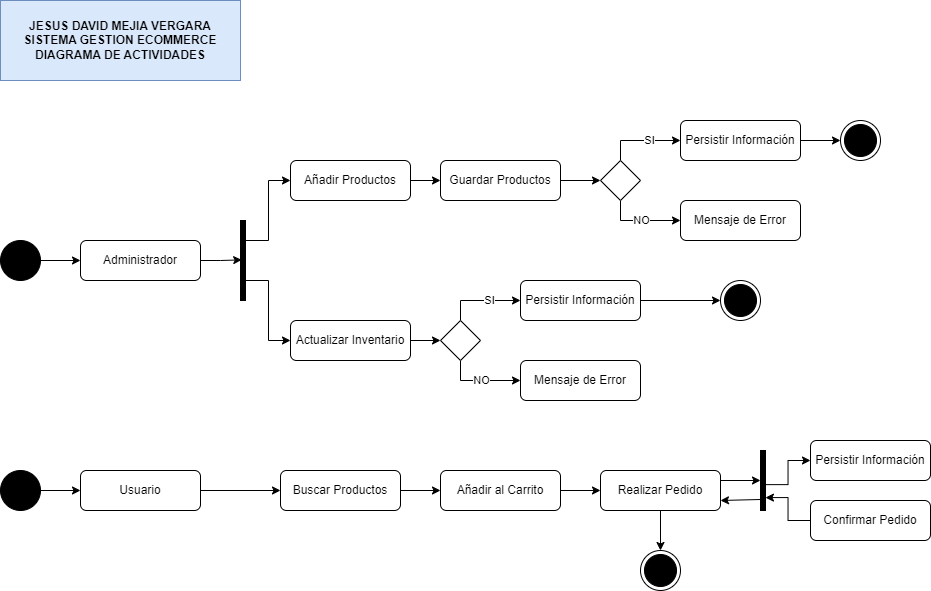 JESUS DAVID MEJIA VERGARA
SISTEMA GESTION ECOMMERCE
DIAGRAMA DE ACTIVIDADES
SI
Persistir Información
Añadir Productos
Guardar Productos
NO
Mensaje de Error
Administrador
SI
Persistir Información
Actualizar Inventario
NO
Mensaje de Error
Usuario
Buscar Productos
Añadir al Carrito
Realizar Pedido
Persistir Información
Confirmar Pedido